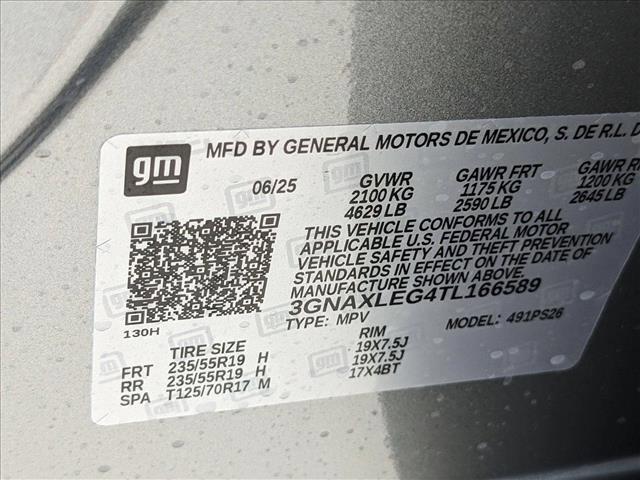 gm
MFD BY GENERAL MOTORS DE MEXICO, S. DE R.L. D
06/25 GVWR GAWR FRT GAWR RR
2100 KG 1175 KG 1200 KG
4629 LB 2590 LB 2645 LB
THIS VEHICLE CONFORMS TO ALL
APPLICABLE U.S. FEDERAL MOTOR
VEHICLE SAFETY AND THEFT PREVENTION
STANDARDS IN EFFECT ON THE DATE OF
MANUFACTURE SHOWN ABOVE.
3GNAXLEG4TL166589
130H TYPE: MPV MODEL: 491PS26
TIRE SIZE RIM
FRT 235/55R19 H 19X7.5J
RR 235/55R19 H 19X7.5J
SPA T125/70R17 M 17X4BT